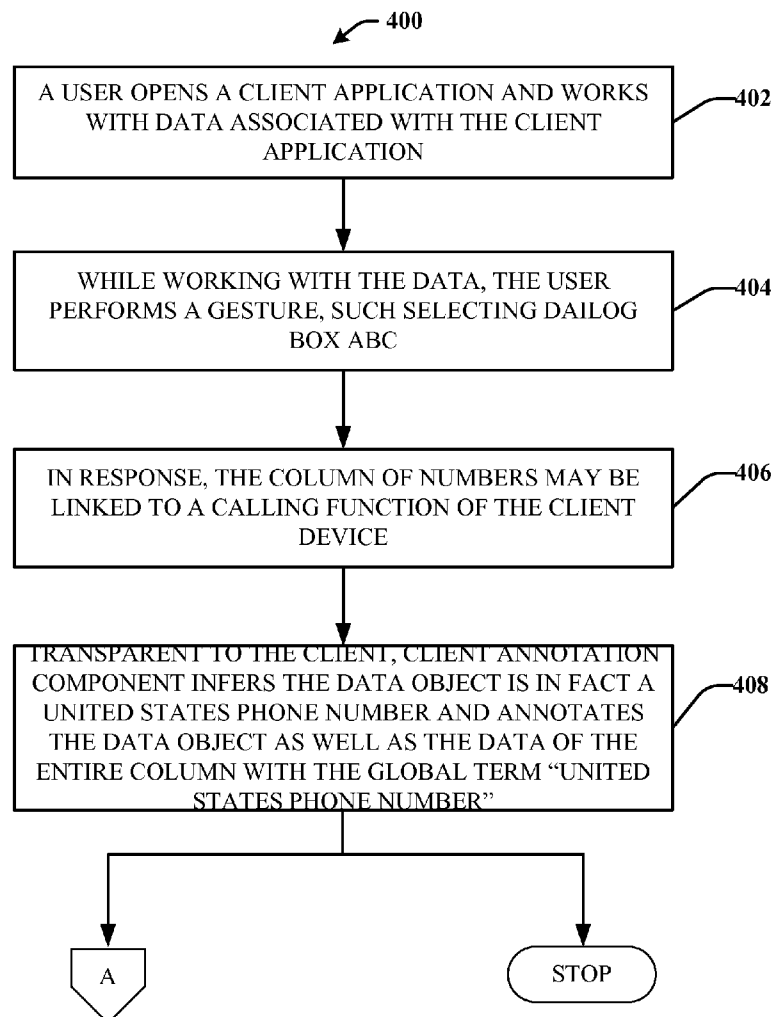 400
A USER OPENS A CLIENT APPLICATION AND WORKS
WITH DATA ASSOCIATED WITH THE CLIENT
APPLICATION
402
WHILE WORKING WITH THE DATA, THE USER
PERFORMS A GESTURE, SUCH SELECTING DAILOG
BOX ABC
404
IN RESPONSE, THE COLUMN OF NUMBERS MAY BE
LINKED TO A CALLING FUNCTION OF THE CLIENT
DEVICE
406
TRANSPARENT TO THE CLIENT, CLIENT ANNOTATION
COMPONENT INFERS THE DATA OBJECT IS IN FACT A
UNITED STATES PHONE NUMBER AND ANNOTATES
THE DATA OBJECT AS WELL AS THE DATA OF THE
ENTIRE COLUMN WITH THE GLOBAL TERM “UNITED
STATES PHONE NUMBER”
408
A
STOP